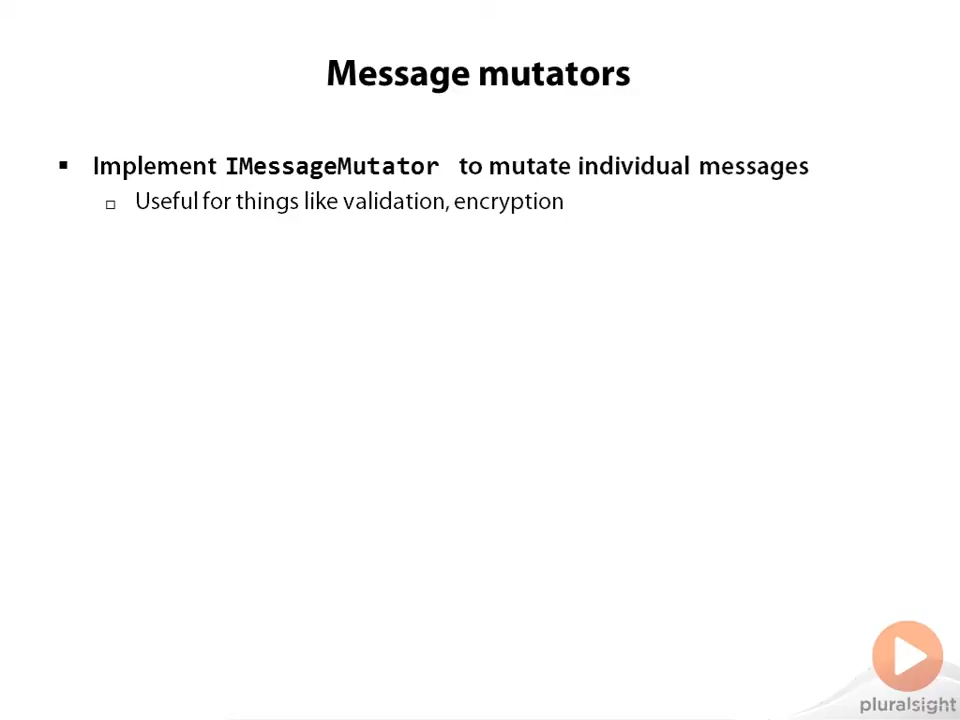 Message mutators
▪ Implement IMessageMutator to mutate individual messages
▫ Useful for things like validation, encryption
pluralsight